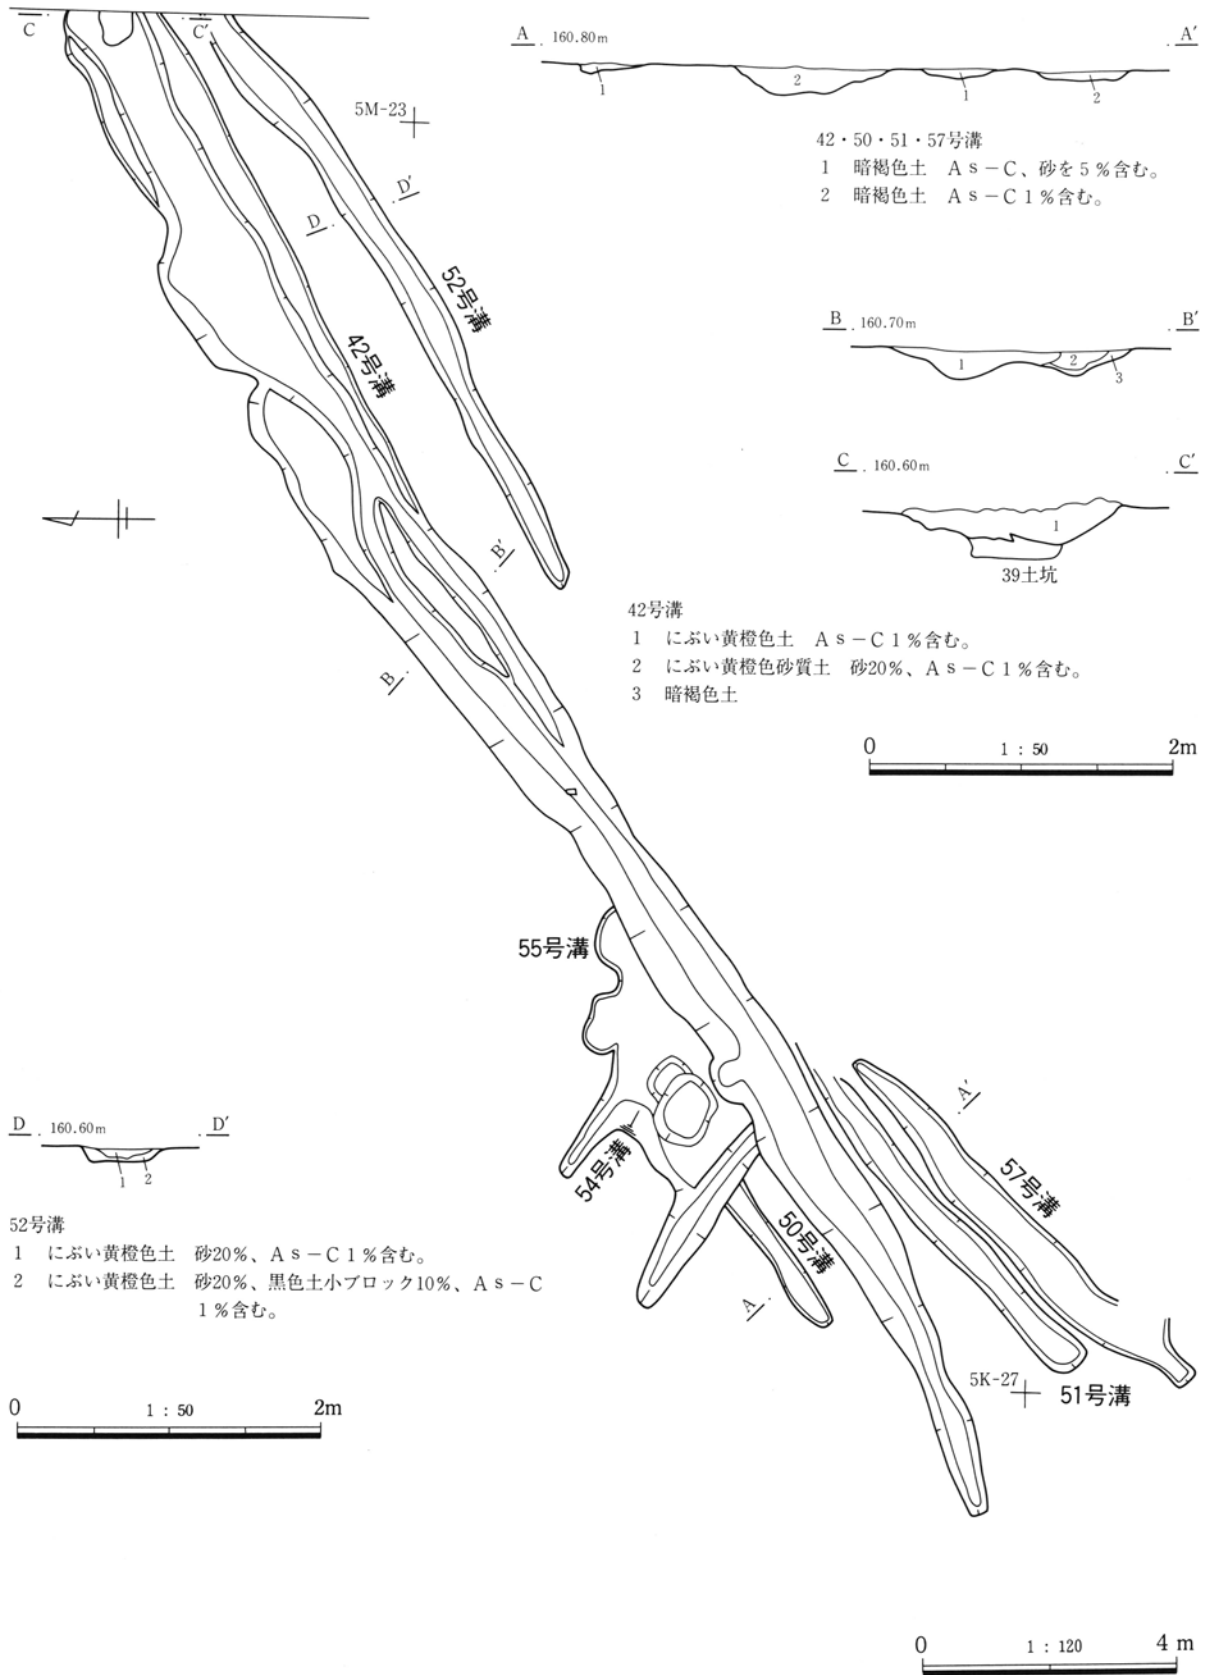 C C′
A 160.80m A′
1 2 1 2
5M-23
42・50・51・57号溝
1 暗褐色土 Ａｓ－Ｃ、砂を５％含む。
2 暗褐色土 Ａｓ－Ｃ１％含む。
D D′
52号溝
42号溝
B 160.70m B′
1 2 3
C 160.60m C′
1
39土坑
B B′
42号溝
1 にぶい黄橙色土 Ａｓ－Ｃ１％含む。
2 にぶい黄橙色砂質土 砂20%、Ａｓ－Ｃ１％含む。
3 暗褐色土
0 1：50 2m
55号溝
54号溝
50号溝
57号溝
51号溝
A A′
5K-27
D 160.60m D′
1 2
52号溝
1 にぶい黄橙色土 砂20%、Ａｓ－Ｃ１％含む。
2 にぶい黄橙色土 砂20%、黒色土小ブロック10%、Ａｓ－Ｃ
１％含む。
0 1：50 2m
0 1：120 4 m